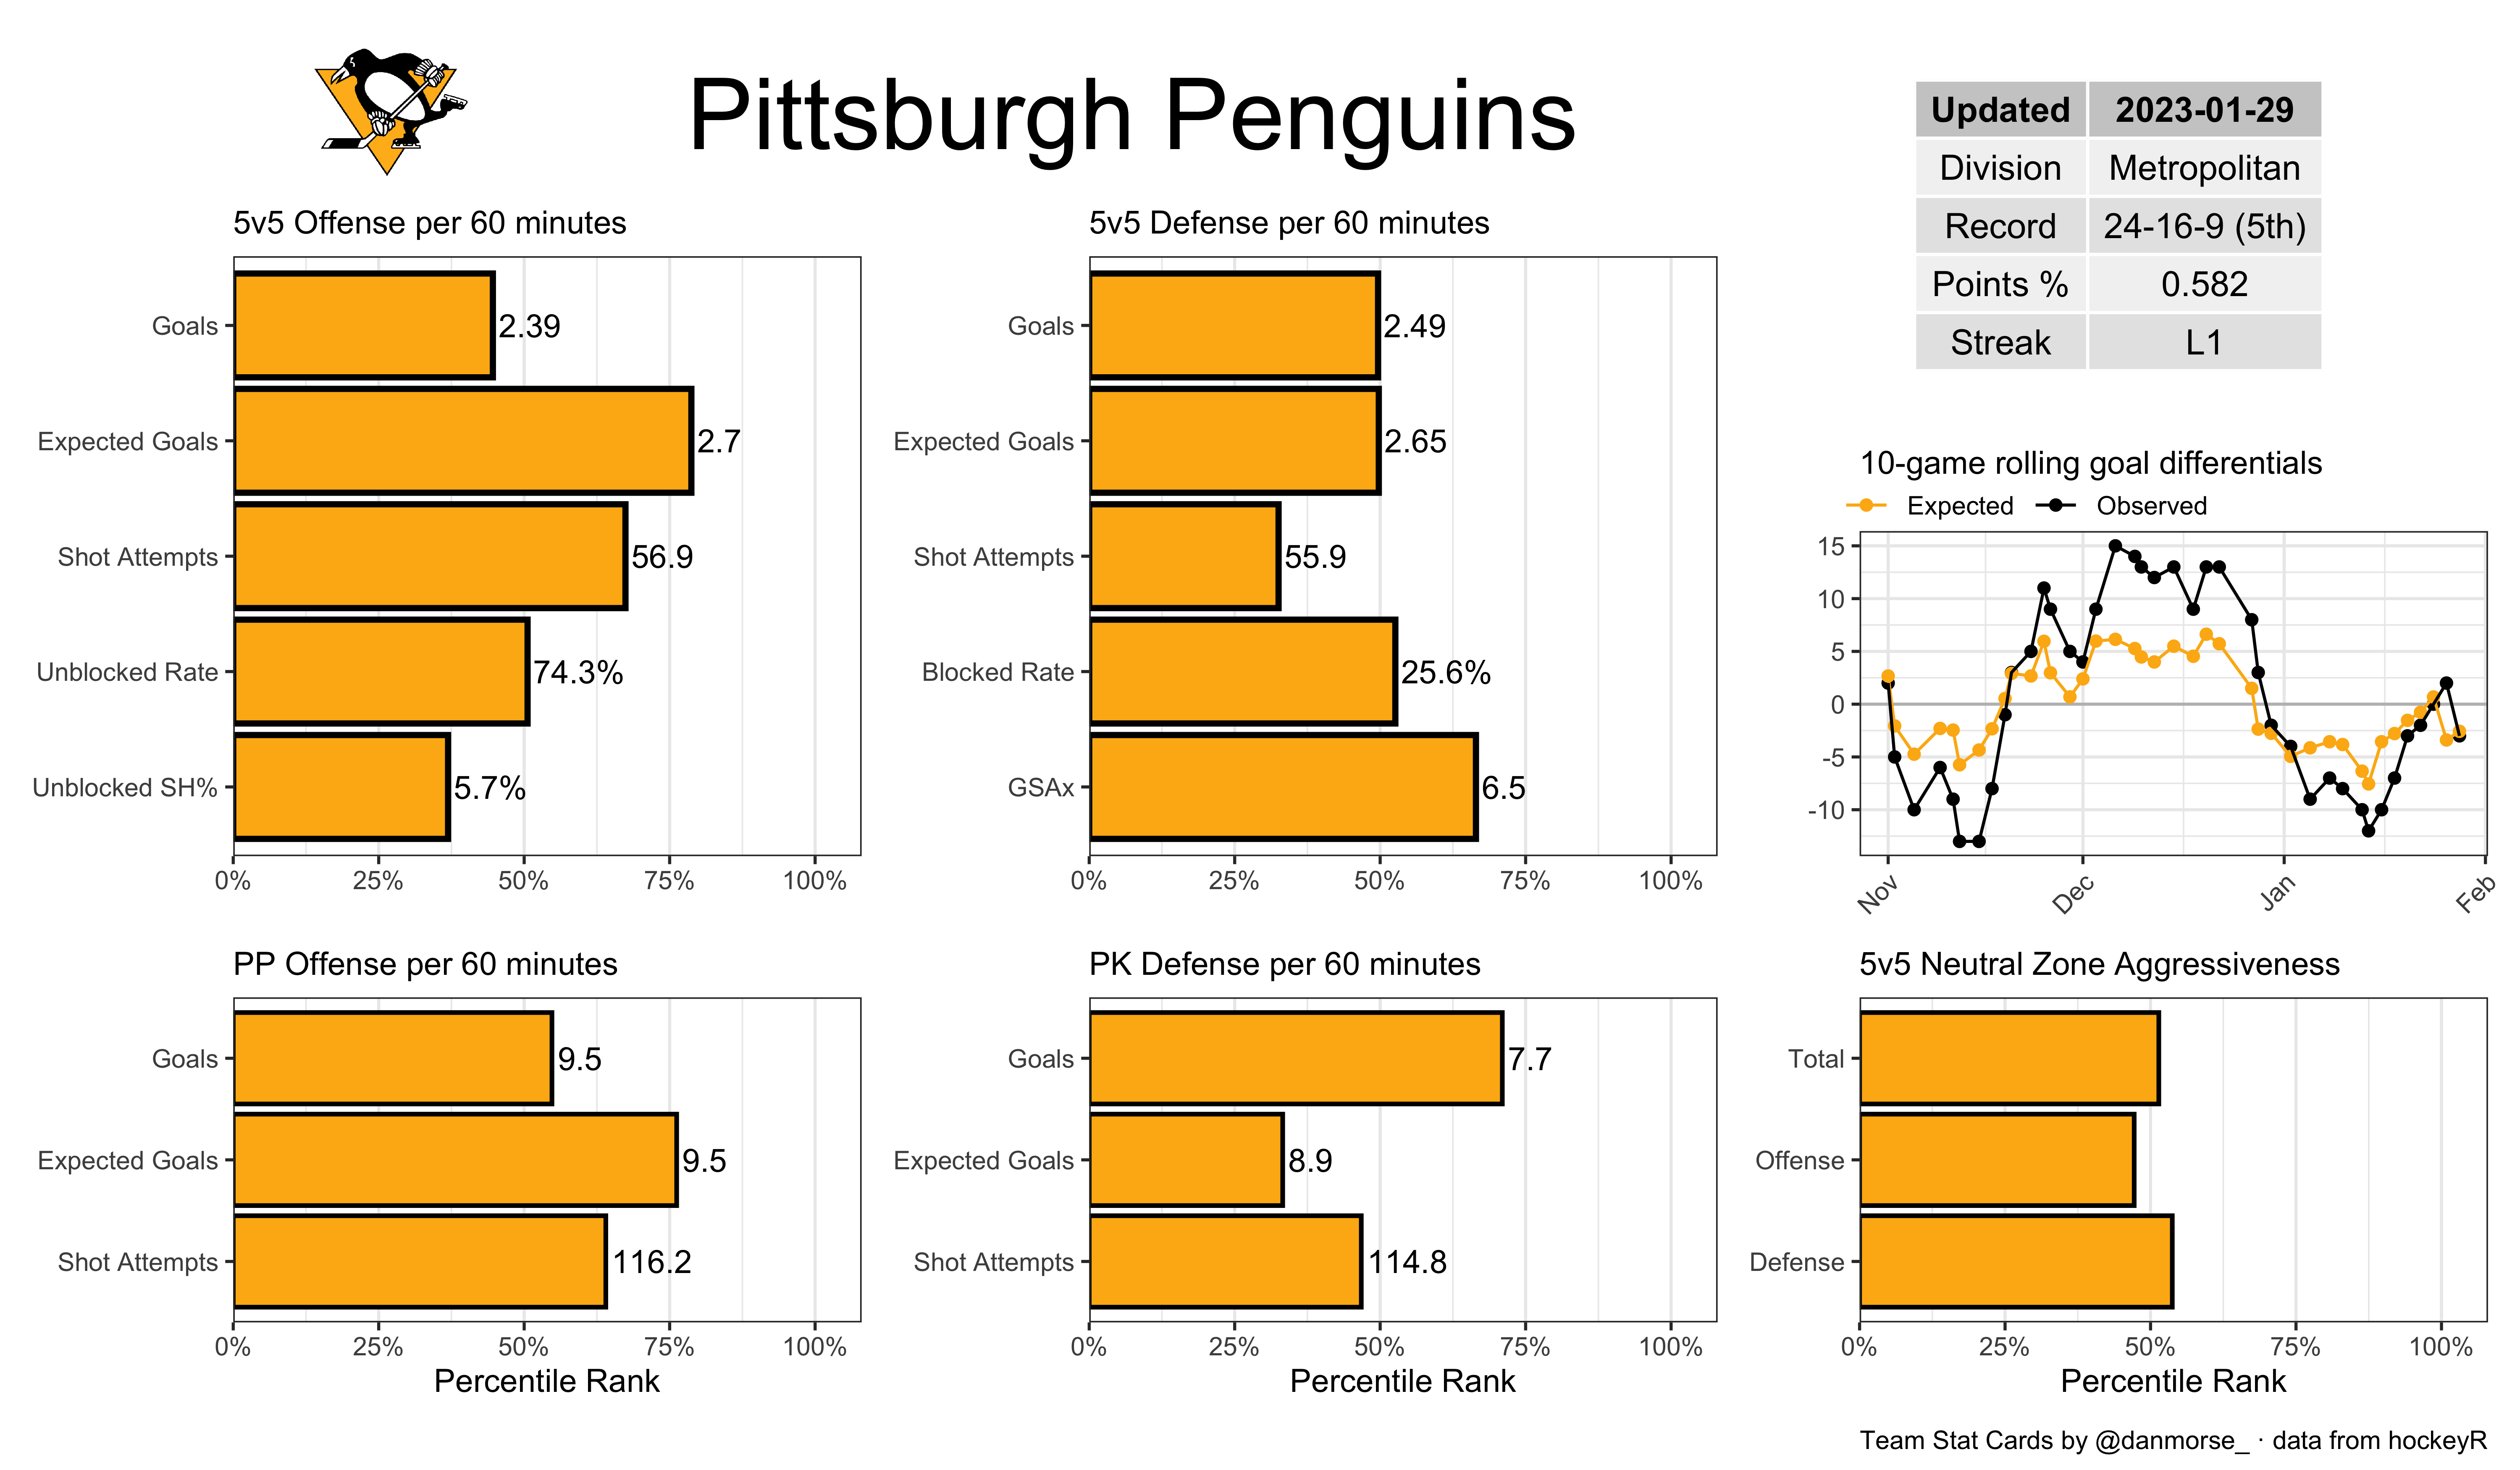 Pittsburgh Penguins
Updated 2023-01-29
Division Metropolitan
Record 24-16-9 (5th)
Points % 0.582
Streak L1
5v5 Offense per 60 minutes
Goals 2.39
Expected Goals 2.7
Shot Attempts 56.9
Unblocked Rate 74.3%
Unblocked SH% 5.7%
0% 25% 50% 75% 100%
5v5 Defense per 60 minutes
Goals 2.49
Expected Goals 2.65
Shot Attempts 55.9
Blocked Rate 25.6%
GSAx 6.5
0% 25% 50% 75% 100%
10-game rolling goal differentials
Expected Observed
15
10
5
0
-5
-10
Nov Dec Jan Feb
PP Offense per 60 minutes
Goals 9.5
Expected Goals 9.5
Shot Attempts 116.2
0% 25% 50% 75% 100%
Percentile Rank
PK Defense per 60 minutes
Goals 7.7
Expected Goals 8.9
Shot Attempts 114.8
0% 25% 50% 75% 100%
Percentile Rank
5v5 Neutral Zone Aggressiveness
Total
Offense
Defense
0% 25% 50% 75% 100%
Percentile Rank
Team Stat Cards by @danmorse_ · data from hockeyR